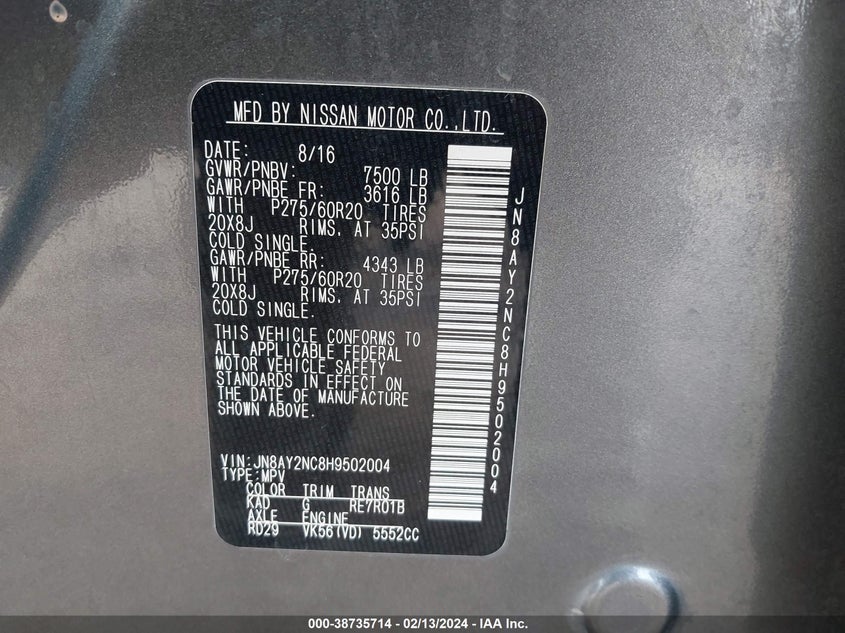 MFD BY NISSAN MOTOR CO.,LTD.
DATE: 8/16
GVWR/PNBV: 7500 LB
GAWR/PNBE FR: 3616 LB
WITH P275/60R20 TIRES
20X8J RIMS, AT 35PSI
COLD SINGLE.
GAWR/PNBE RR: 4343 LB
WITH P275/60R20 TIRES
20X8J RIMS, AT 35PSI
COLD SINGLE.
THIS VEHICLE CONFORMS TO
ALL APPLICABLE FEDERAL
MOTOR VEHICLE SAFETY
STANDARDS IN EFFECT ON
THE DATE OF MANUFACTURE
SHOWN ABOVE.
VIN:JN8AY2NC8H9502004
TYPE:MPV
COLOR TRIM TRANS
KAD G RE7R01B
AXLE ENGINE
RD29 VK56(VD) 5552CC
JN8AY2NC8H9502004
000-38735714 - 02/13/2024 - IAA Inc.